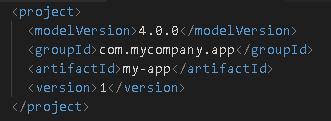 <project>
  <modelVersion>4.0.0</modelVersion>
  <groupId>com.mycompany.app</groupId>
  <artifactId>my-app</artifactId>
  <version>1</version>
</project>